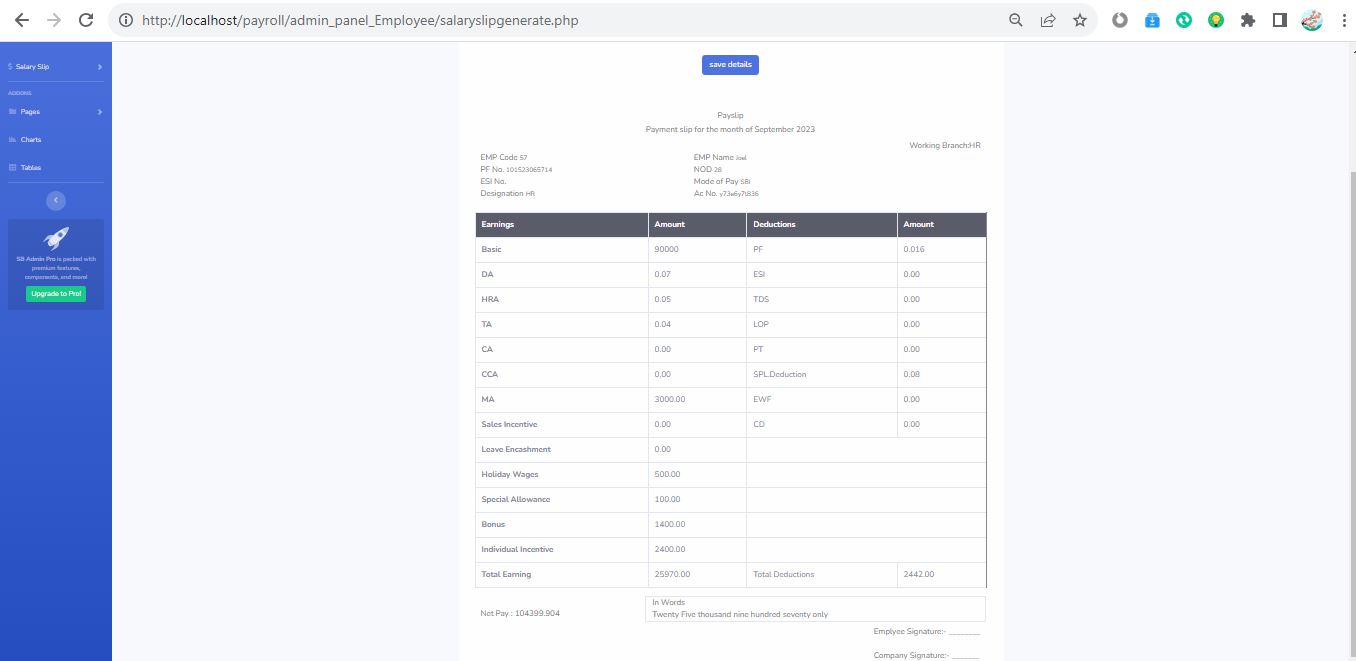 http://localhost/payroll/admin_panel_Employee/salaryslipgenerate.php
$ Salary Slip
ADDONS
Pages
Charts
Tables
SB Admin Pro is packed with
premium features,
components, and more!
Upgrade to Pro!
save details
Payslip
Payment slip for the month of September 2023
Working Branch:HR
EMP Code 57 EMP Name Joel
PF No. 101523065714 NOD 28
ESI No. Mode of Pay SBI
Designation HR Ac No. y73e6y7t836
Earnings Amount Deductions Amount
Basic 90000 PF 0.016
DA 0.07 ESI 0.00
HRA 0.05 TDS 0.00
TA 0.04 LOP 0.00
CA 0.00 PT 0.00
CCA 0.00 SPL.Deduction 0.08
MA 3000.00 EWF 0.00
Sales Incentive 0.00 CD 0.00
Leave Encashment 0.00
Holiday Wages 500.00
Special Allowance 100.00
Bonus 1400.00
Individual Incentive 2400.00
Total Earning 25970.00 Total Deductions 2442.00
Net Pay : 104399.904
In Words
Twenty Five thousand nine hundred seventy only
Emplyee Signature:- ________
Company Signature:- _______